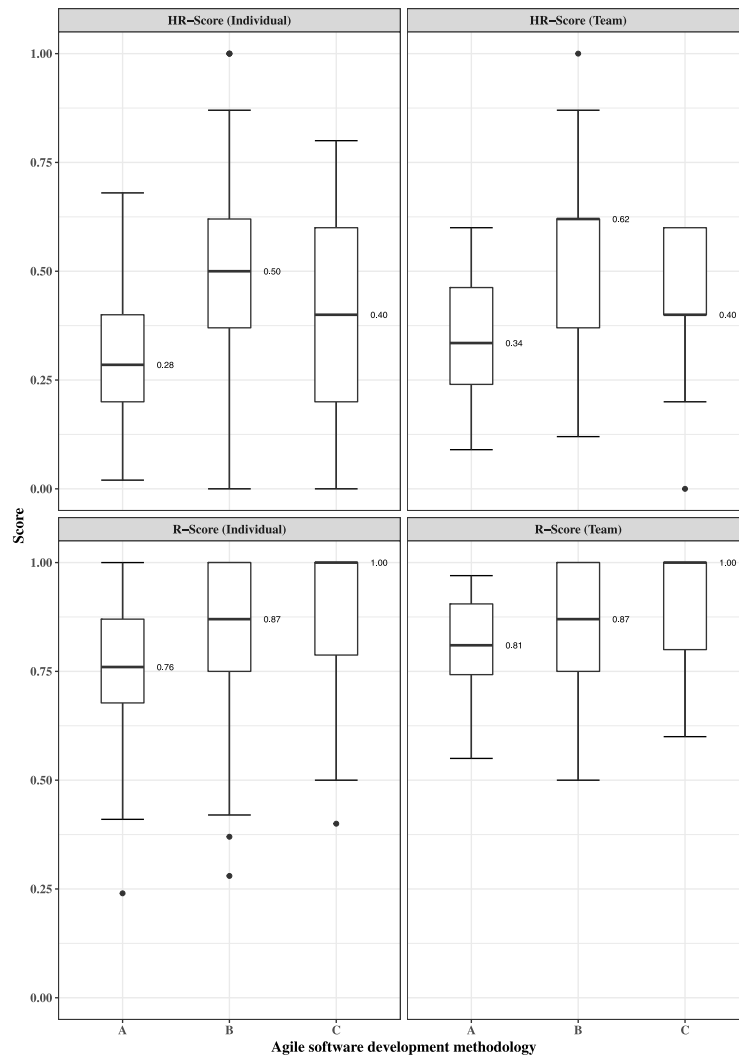 HR−Score (Individual)
HR−Score (Team)
1.00
0.75
0.50
0.25
0.00
0.28
0.50
0.40
0.34
0.62
0.40
Score
R−Score (Individual)
R−Score (Team)
1.00
0.75
0.50
0.25
0.00
0.76
0.87
1.00
0.81
0.87
1.00
A
B
C
A
B
C
Agile software development methodology